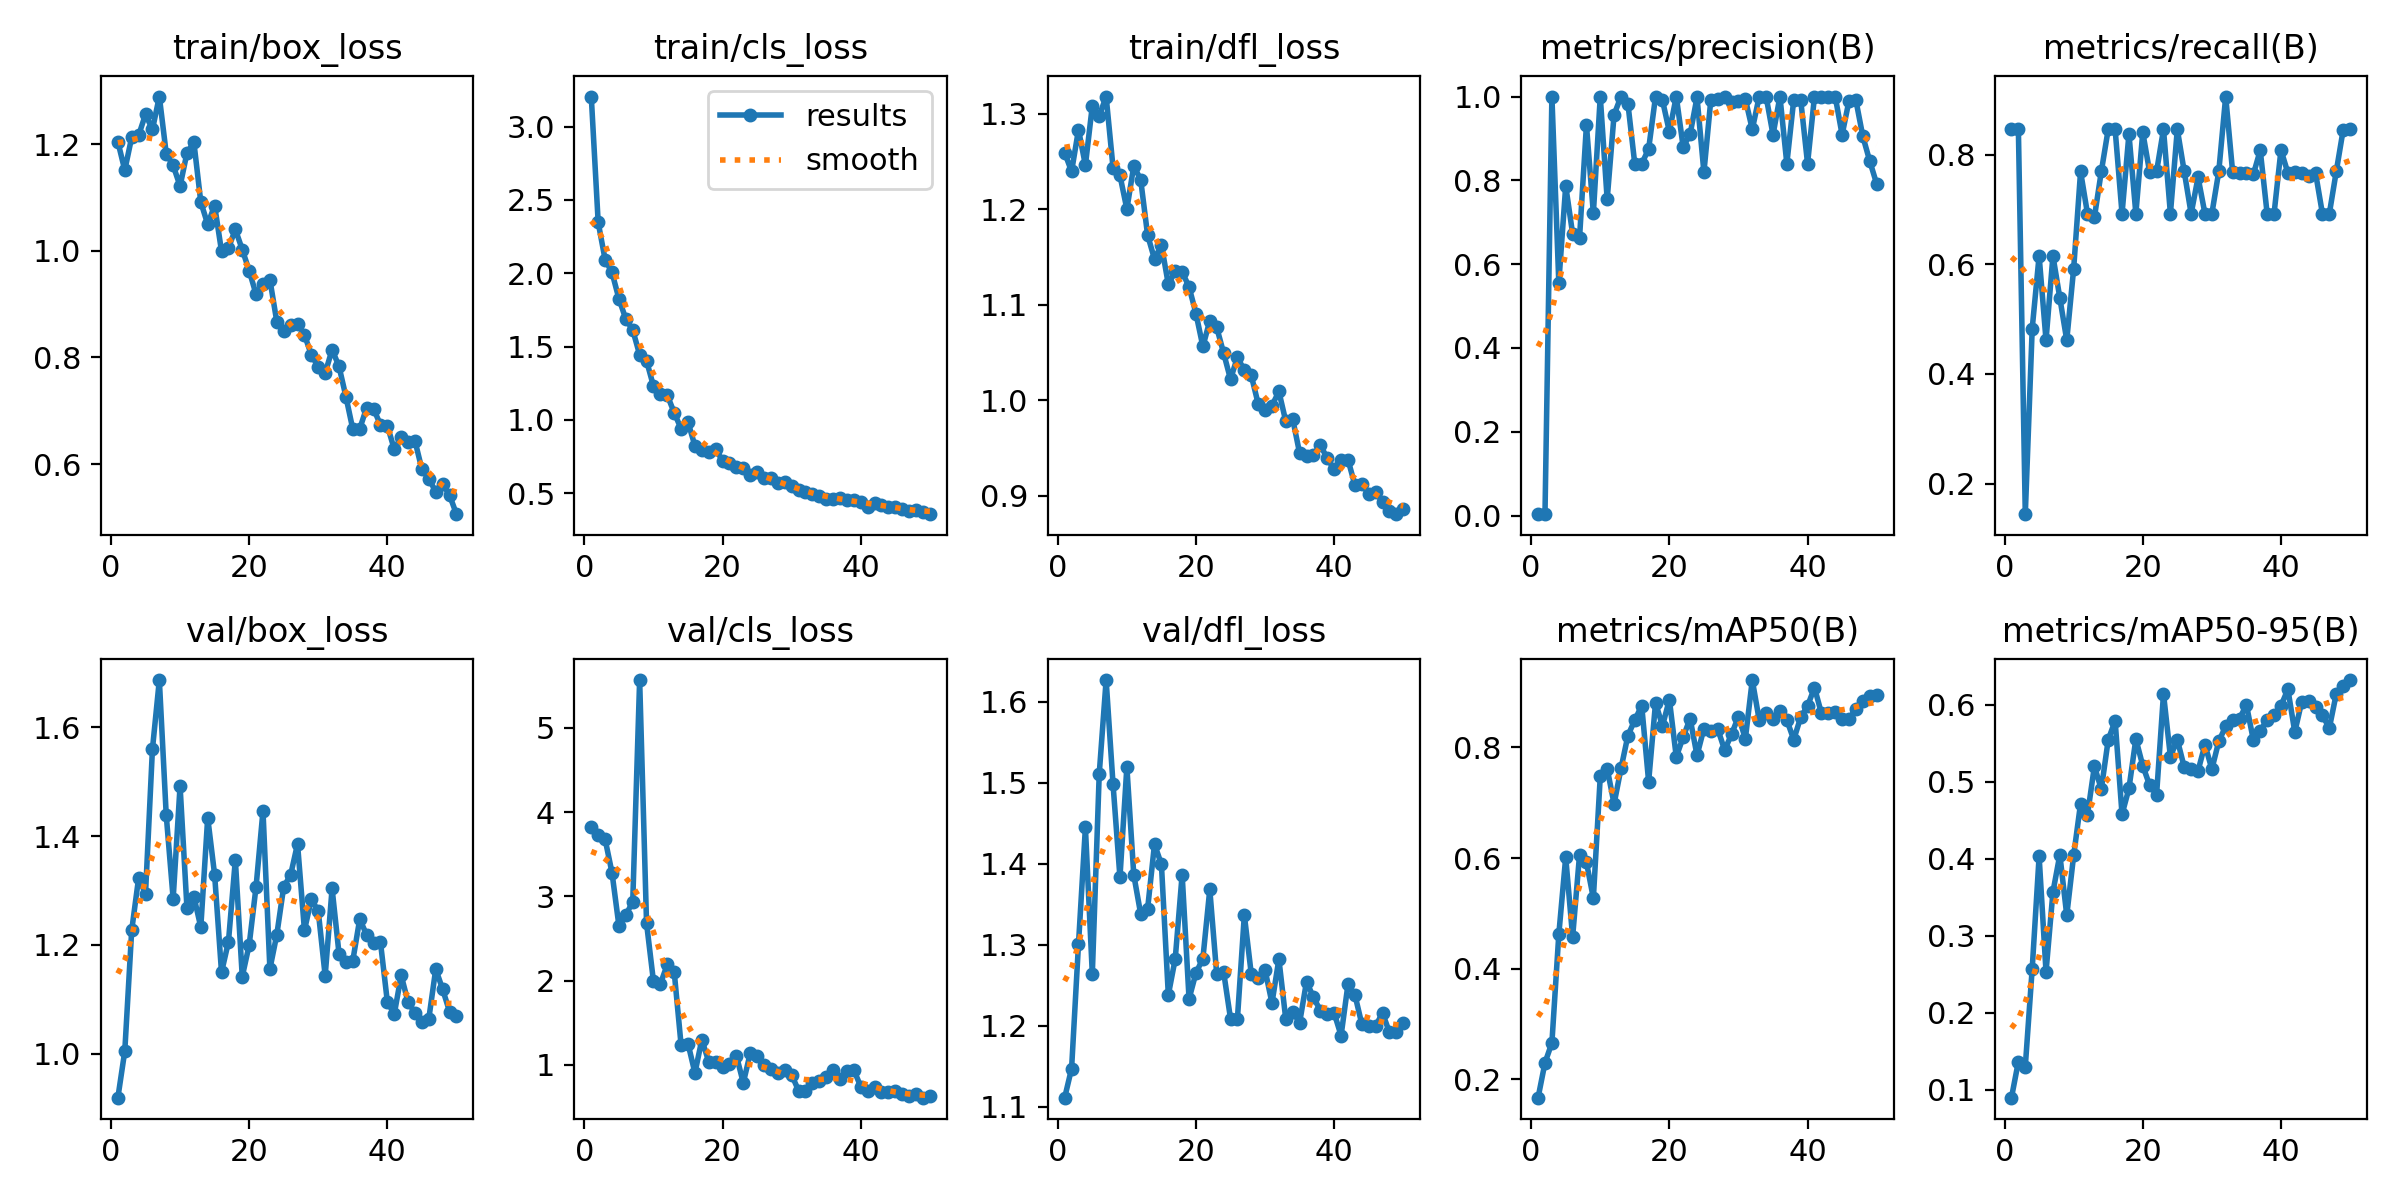 train/box_loss
train/cls_loss
train/dfl_loss
metrics/precision(B)
metrics/recall(B)
1.2
1.0
0.8
0.6
0 20 40
results
smooth
3.0
2.5
2.0
1.5
1.0
0.5
0 20 40
1.3
1.2
1.1
1.0
0.9
0 20 40
1.0
0.8
0.6
0.4
0.2
0.0
0 20 40
0.8
0.6
0.4
0.2
0 20 40
val/box_loss
val/cls_loss
val/dfl_loss
metrics/mAP50(B)
metrics/mAP50-95(B)
1.6
1.4
1.2
1.0
0 20 40
5
4
3
2
1
0 20 40
1.6
1.5
1.4
1.3
1.2
1.1
0 20 40
0.8
0.6
0.4
0.2
0 20 40
0.6
0.5
0.4
0.3
0.2
0.1
0 20 40